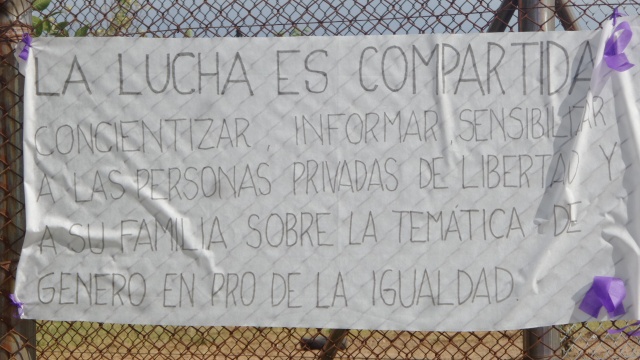 LA LUCHA ES COMPARTIDA
CONCIENTIZAR, INFORMAR, SENSIBILIZAR
A LAS PERSONAS PRIVADAS DE LIBERTAD Y
A SU FAMILIA SOBRE LA TEMÁTICA DE
GENERO EN PRO DE LA IGUALDAD.